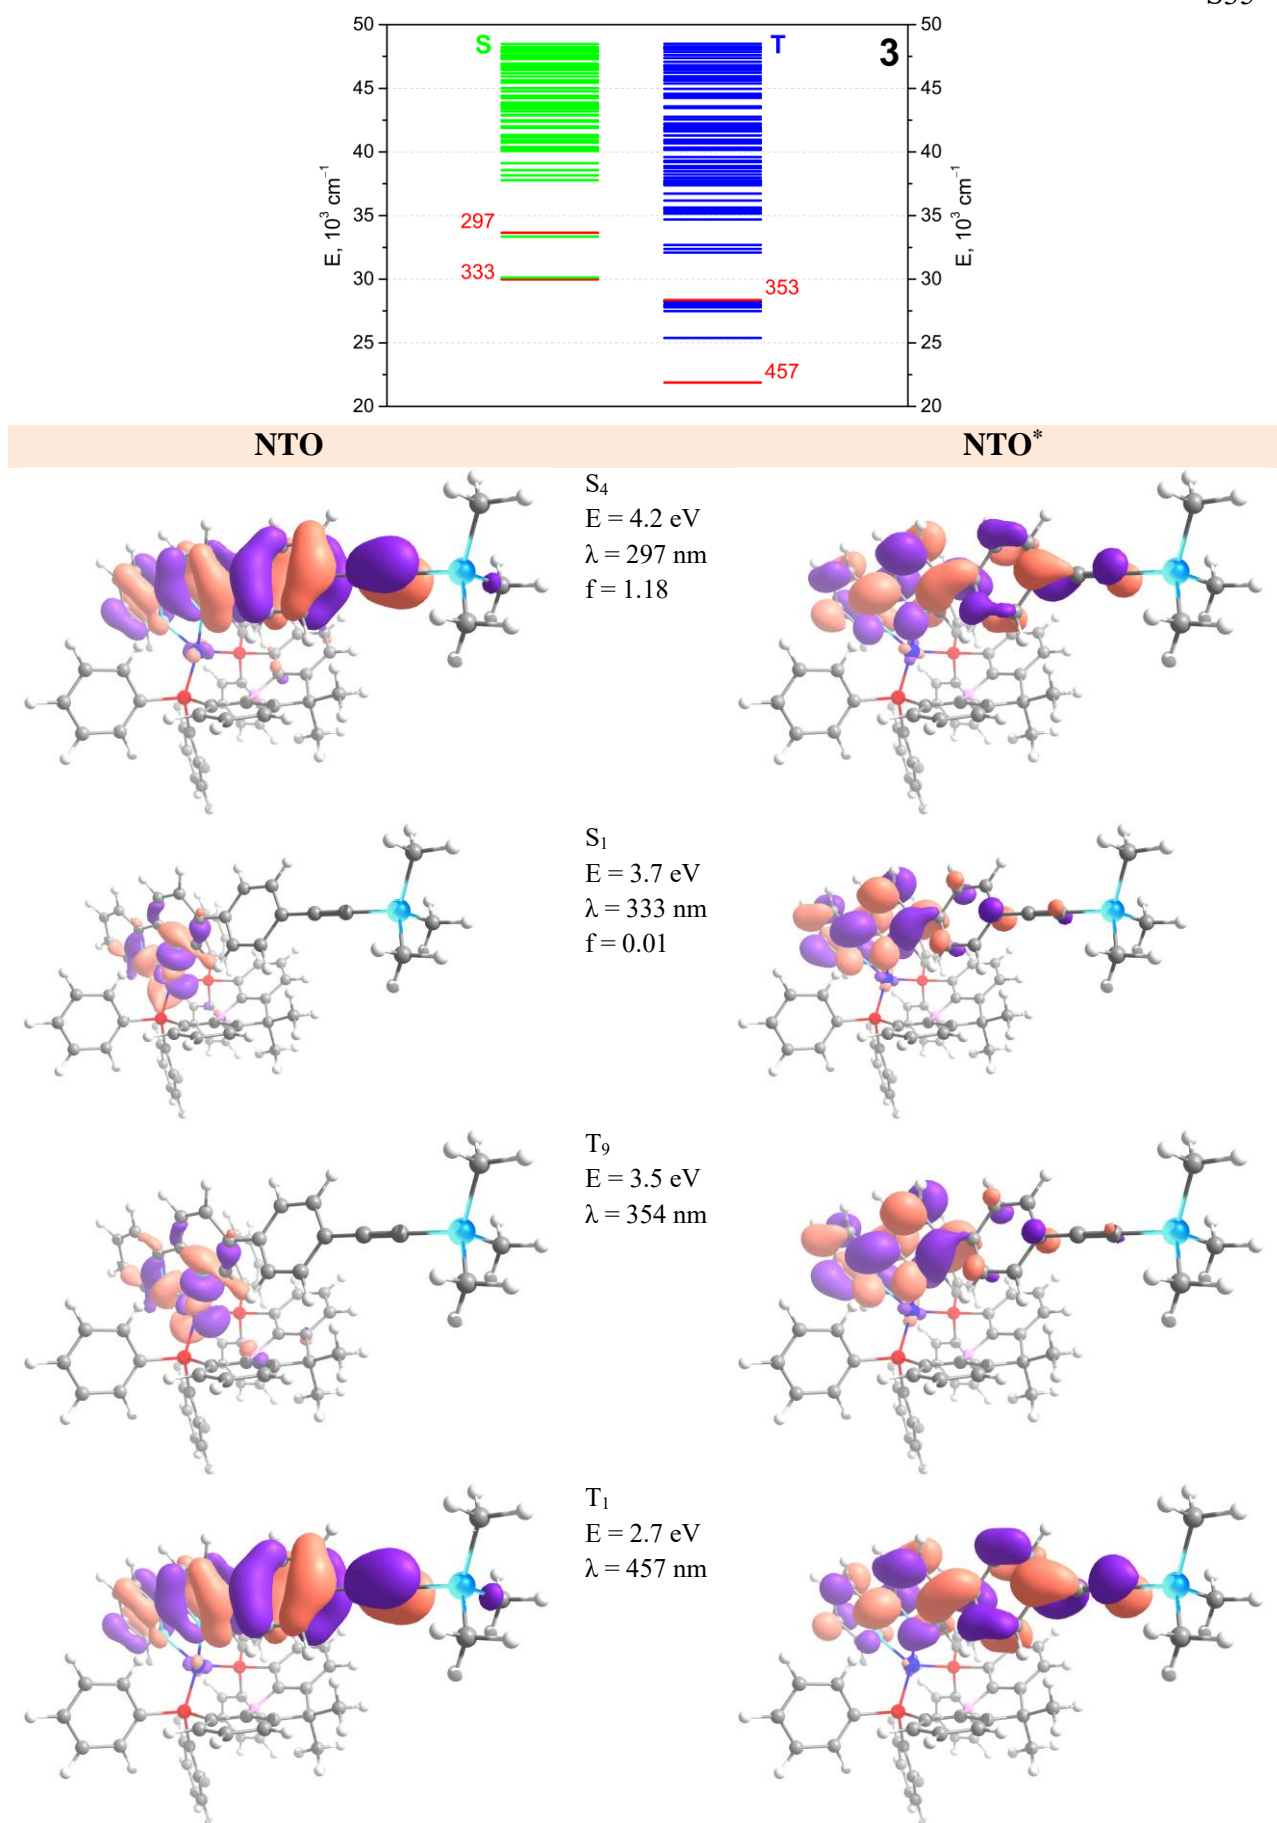 S35
50
50
S
T
3
45
45
40
40
297
35
35
333
30
353
30
25
25
457
20
20
E, 10³ cm⁻¹
E, 10³ cm⁻¹
NTO
NTO*
S₄
E = 4.2 eV
λ = 297 nm
f = 1.18
S₁
E = 3.7 eV
λ = 333 nm
f = 0.01
T₉
E = 3.5 eV
λ = 354 nm
T₁
E = 2.7 eV
λ = 457 nm